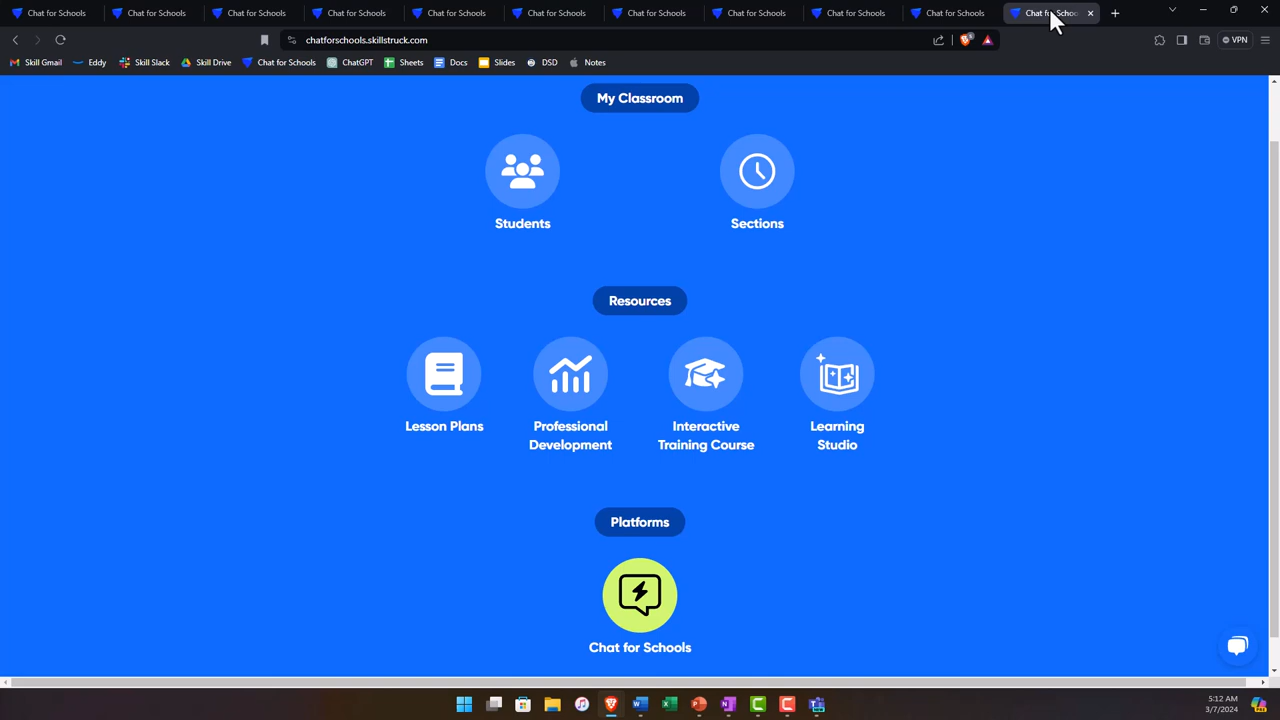 Chat for Schools
Chat for Schools
Chat for Schools
Chat for Schools
Chat for Schools
Chat for Schools
Chat for Schools
Chat for Schools
Chat for Schools
Chat for Schools
Chat for Schoo
chatforschools.skillstruck.com
VPN
Skill Gmail
Eddy
Skill Slack
Skill Drive
Chat for Schools
ChatGPT
Sheets
Docs
Slides
DSD
Notes
My Classroom
Students
Sections
Resources
Lesson Plans
Professional
Development
Interactive
Training Course
Learning
Studio
Platforms
Chat for Schools
5:12 AM
3/7/2024